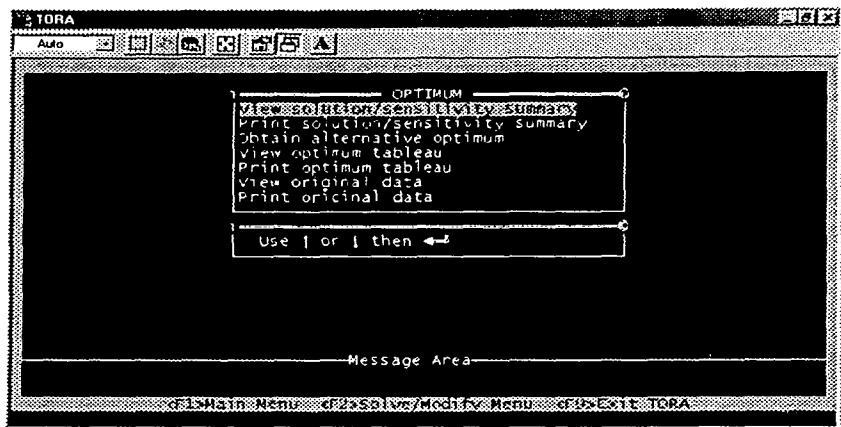 TORA
Auto
A
OPTIMUM
View solution/sensitivity Summary
Print solution/sensitivity summary
Obtain alternative optimum
View optimum tableau
Print optimum tableau
View original data
Print original data
Use ↑ or ↓ then ↵
Message Area
<F1>Main Menu <F2>Solve/Modify Menu <F9>Exit TORA